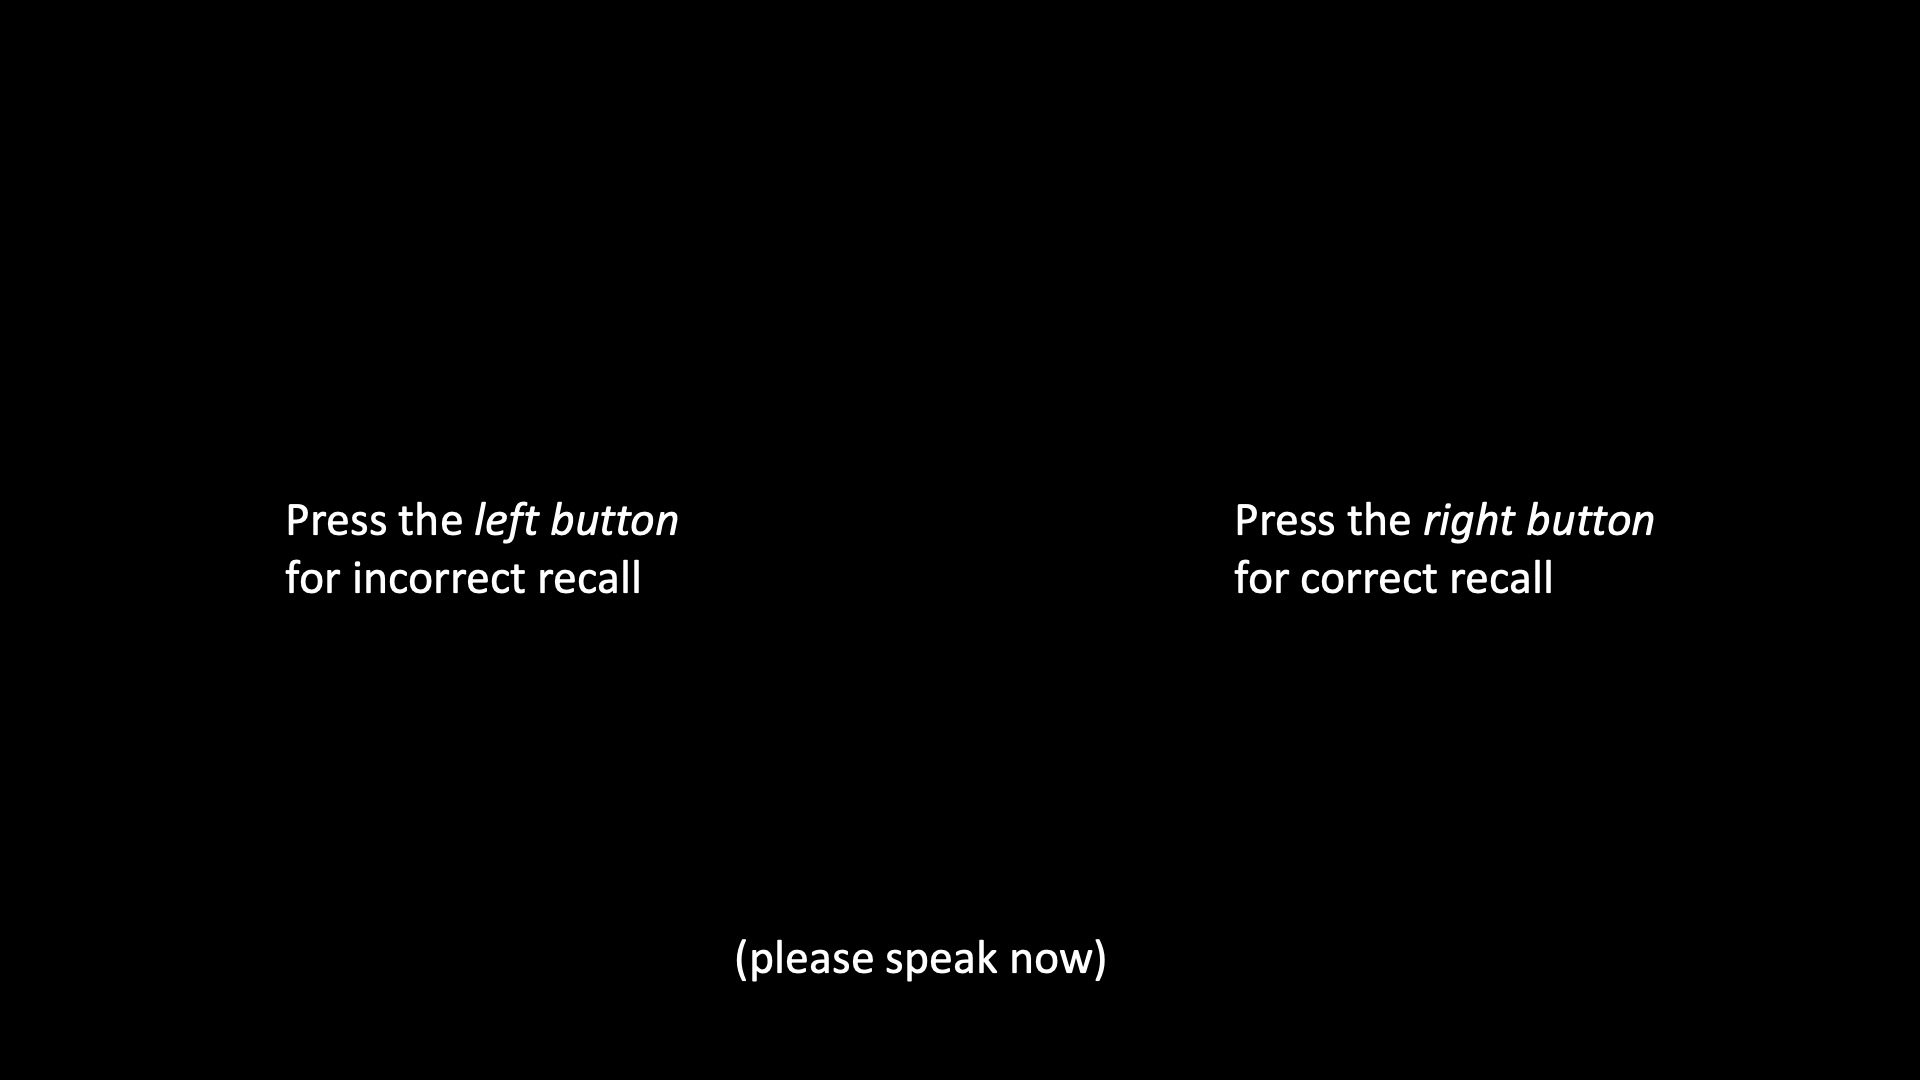 Press the left button
for incorrect recall
Press the right button
for correct recall
(please speak now)